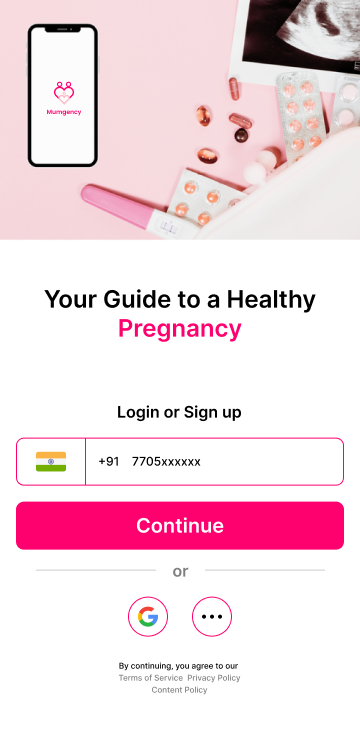 Mumgency
Your Guide to a Healthy
Pregnancy
Login or Sign up
+91 7705xxxxxx
Continue
or
By continuing, you agree to our
Terms of Service Privacy Policy
Content Policy